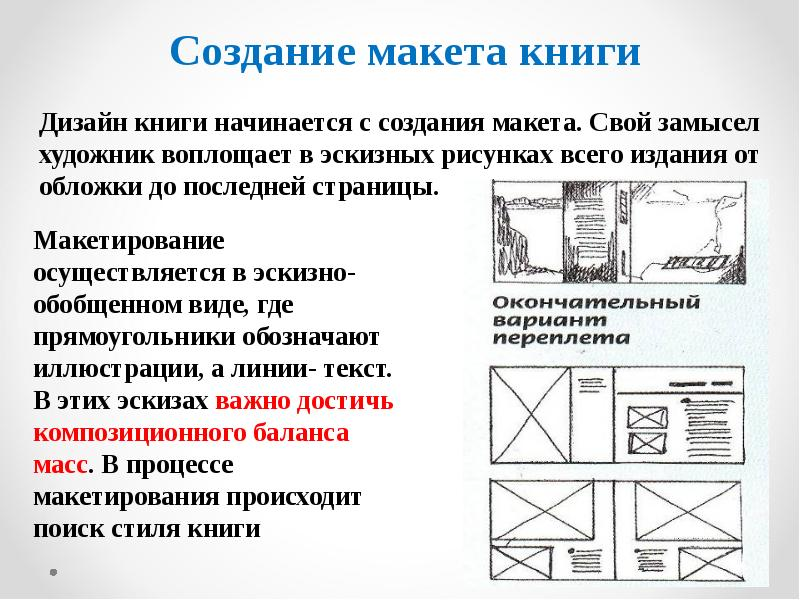 Создание макета книги
Дизайн книги начинается с создания макета. Свой замысел
художник воплощает в эскизных рисунках всего издания от
обложки до последней страницы.
Макетирование
осуществляется в эскизно-
обобщенном виде, где
прямоугольники обозначают
иллюстрации, а линии- текст.
В этих эскизах важно достичь
композиционного баланса
масс. В процессе
макетирования происходит
поиск стиля книги
Окончательный
вариант
переплета